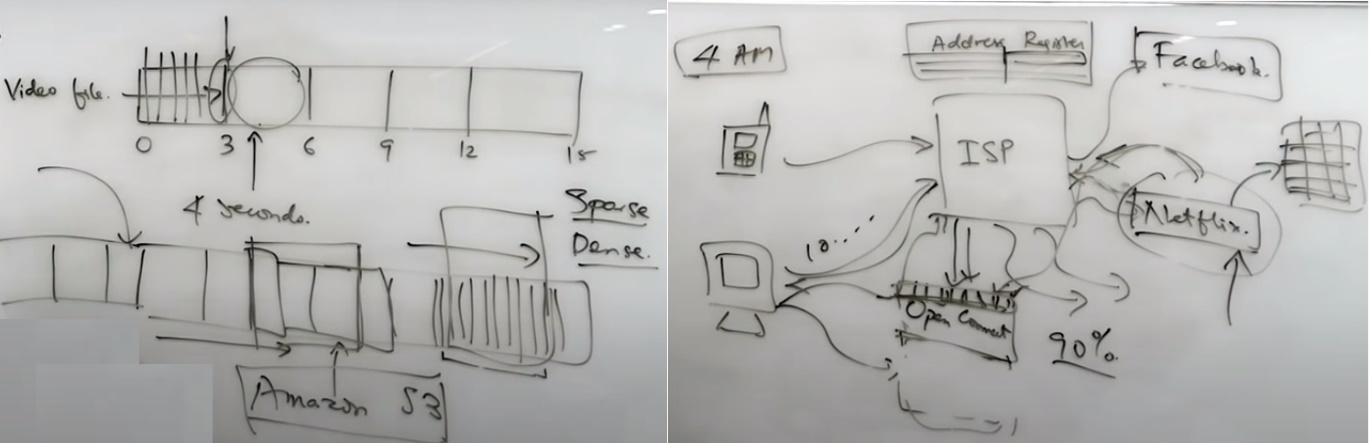 Video file.
0 3 6 9 12 15
4 seconds.
Sparse
Dense.
Amazon S3
4 AM
Address Register
Facebook.
ISP
Netflix.
10....
Open Connect
90%.